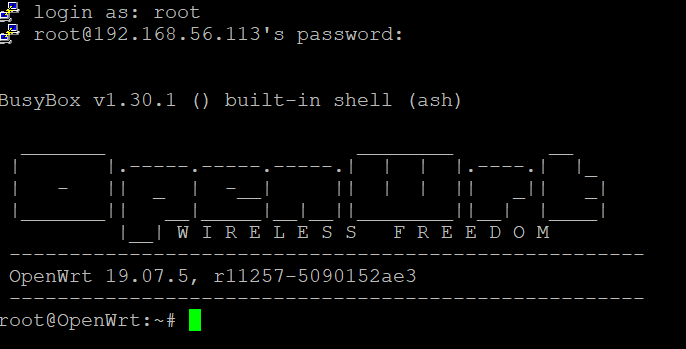 login as: root
root@192.168.56.113's password:
BusyBox v1.30.1 () built-in shell (ash)
OpenWrt
W I R E L E S S   F R E E D O M
OpenWrt 19.07.5, r11257-5090152ae3
root@OpenWrt:~#